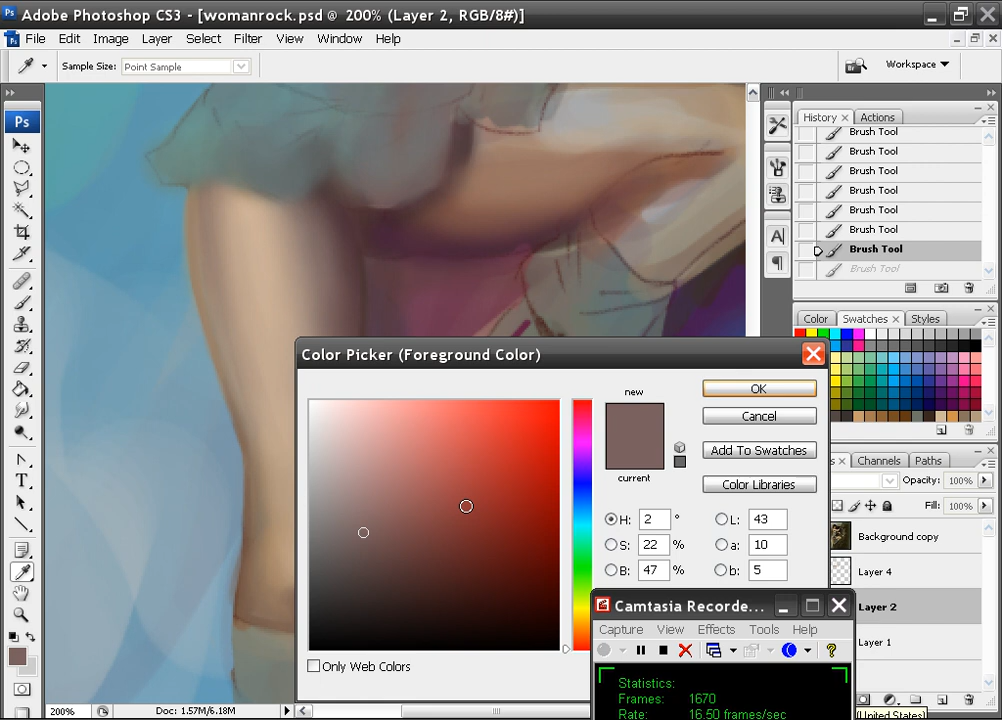 Ps Adobe Photoshop CS3 - [womanrock.psd @ 200% (Layer 2, RGB/8#)]
Ps File Edit Image Layer Select Filter View Window Help
Sample Size: Point Sample Workspace
Ps
T
A
History Actions
Brush Tool
Brush Tool
Brush Tool
Brush Tool
Brush Tool
Brush Tool
Brush Tool
Brush Tool
Color Swatches Styles
s Channels Paths
Opacity: 100%
Fill: 100%
Background copy
Layer 4
Layer 2
Layer 1
Color Picker (Foreground Color)
new
current
OK
Cancel
Add To Swatches
Color Libraries
H: 2 ° L: 43
S: 22 % a: 10
B: 47 % b: 5
Only Web Colors
Camtasia Recorde...
Capture View Effects Tools Help
Statistics:
Frames: 1670
Rate: 16.50 frames/sec
200% Doc: 1.57M/6.18M
[United States]